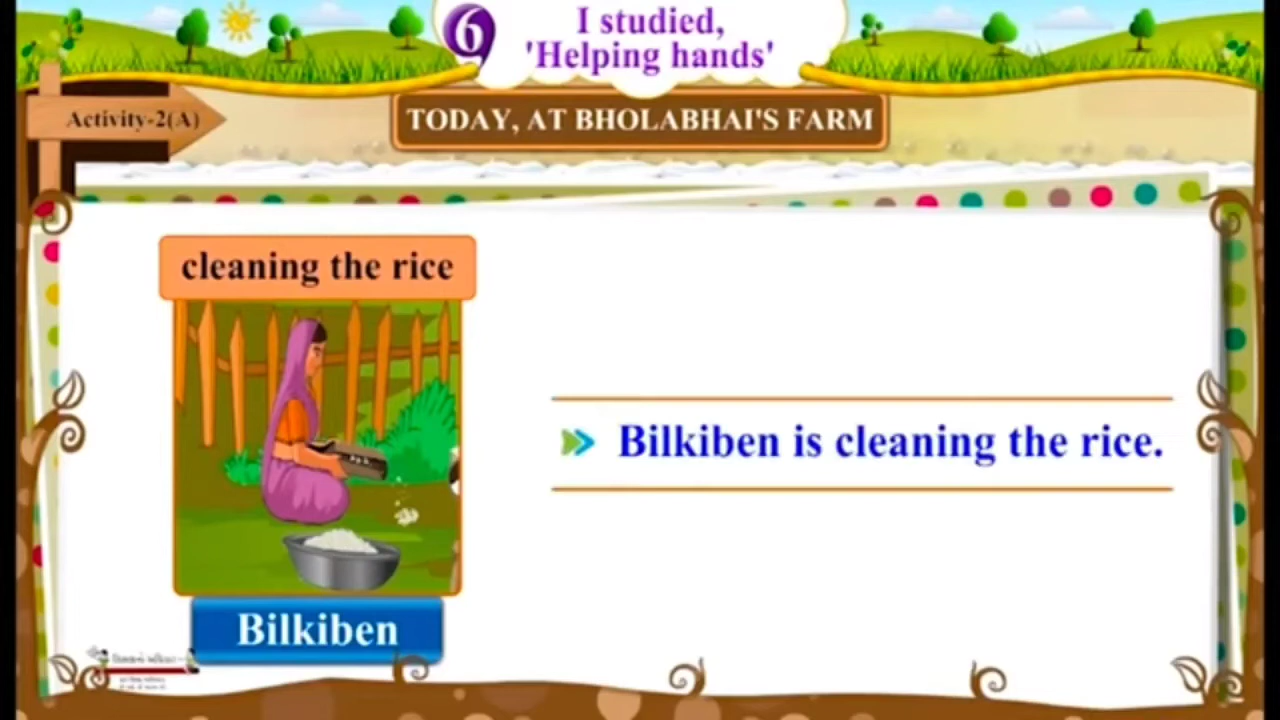 6
I studied,
'Helping hands'
Activity-2(A)
TODAY, AT BHOLABHAI'S FARM
cleaning the rice
Bilkiben is cleaning the rice.
Bilkiben